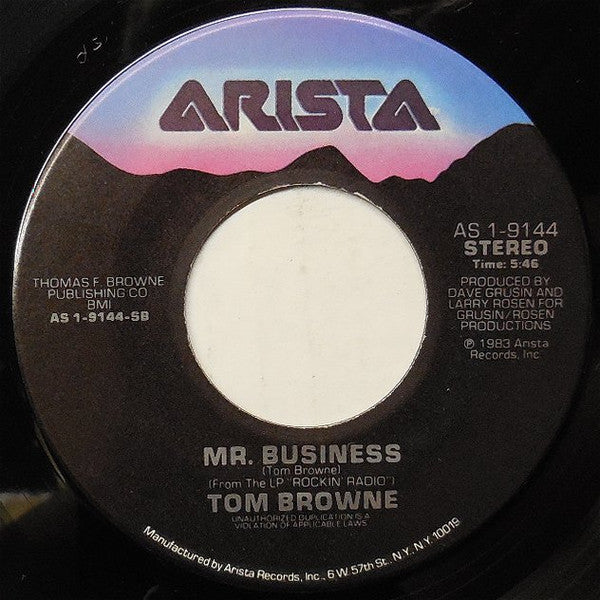 ds.
ARISTA
AS 1-9144
STEREO
Time: 5:46
THOMAS F. BROWNE
PUBLISHING CO
BMI
AS 1-9144-SB
PRODUCED BY
DAVE GRUSIN AND
LARRY ROSEN FOR
GRUSIN/ROSEN
PRODUCTIONS
℗ 1983 Arista
Records, Inc
MR. BUSINESS
(Tom Browne)
(From The LP "ROCKIN' RADIO")
TOM BROWNE
UNAUTHORIZED DUPLICATION IS A
VIOLATION OF APPLICABLE LAWS
Manufactured by Arista Records, Inc., 6 W. 57th St., N.Y., N.Y. 10019